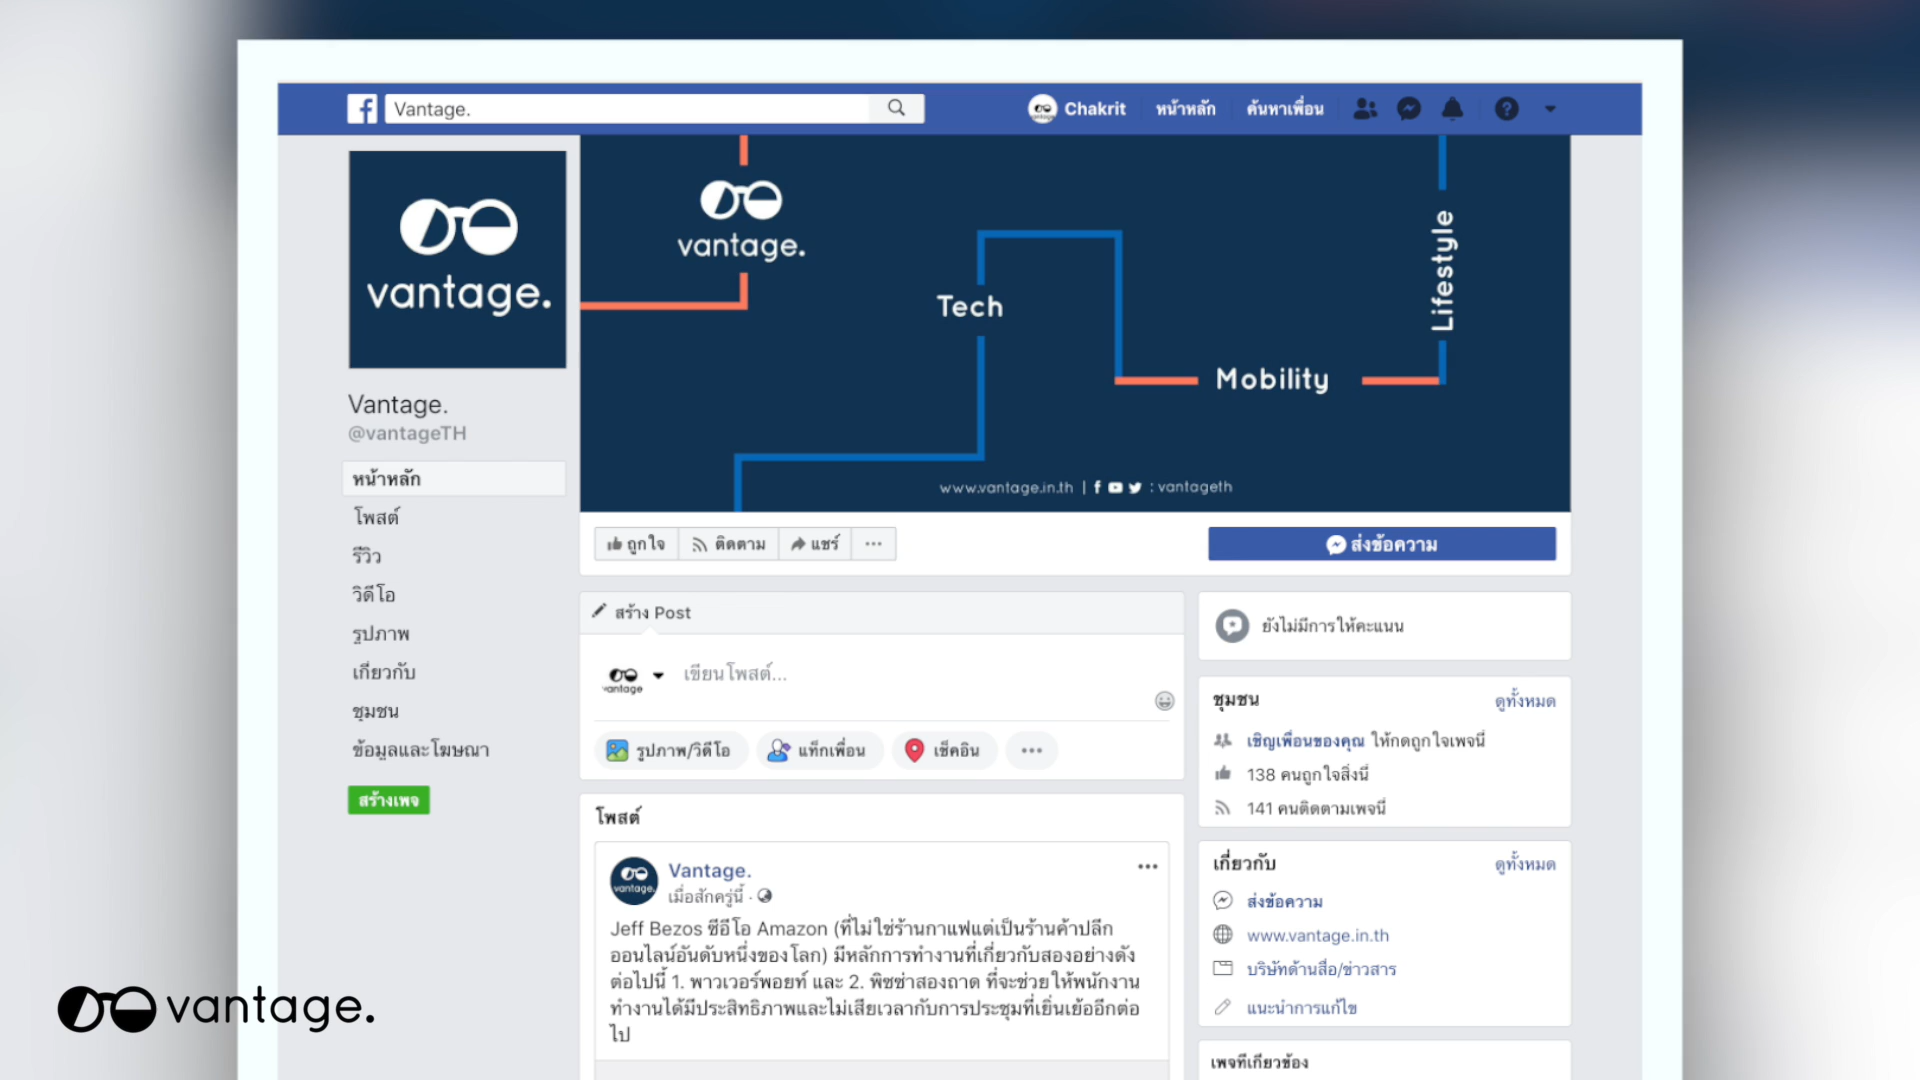 Vantage.
Chakrit
หน้าหลัก
ค้นหาเพื่อน
vantage.
Vantage.
@vantageTH
หน้าหลัก
โพสต์
รีวิว
วิดีโอ
รูปภาพ
เกี่ยวกับ
ชุมชน
ข้อมูลและโฆษณา
สร้างเพจ
vantage.
Tech
Mobility
Lifestyle
www.vantage.in.th | : vantageth
ถูกใจ
ติดตาม
แชร์
ส่งข้อความ
สร้าง Post
vantage
เขียนโพสต์...
รูปภาพ/วิดีโอ
แท็กเพื่อน
เช็คอิน
โพสต์
vantage.
Vantage.
เมื่อสักครู่นี้ ·
Jeff Bezos ซีอีโอ Amazon (ที่ไม่ใช่ร้านกาแฟแต่เป็นร้านค้าปลีก
ออนไลน์อันดับหนึ่งของโลก) มีหลักการทำงานที่เกี่ยวกับสองอย่างดัง
ต่อไปนี้ 1. พาวเวอร์พอยท์ และ 2. พิซซ่าสองถาด ที่จะช่วยให้พนักงาน
ทำงานได้มีประสิทธิภาพและไม่เสียเวลากับการประชุมที่เยิ่นเย้ออีกต่อ
ไป
ยังไม่มีการให้คะแนน
ชุมชน
ดูทั้งหมด
เชิญเพื่อนของคุณ ให้กดถูกใจเพจนี้
138 คนถูกใจสิ่งนี้
141 คนติดตามเพจนี้
เกี่ยวกับ
ดูทั้งหมด
ส่งข้อความ
www.vantage.in.th
บริษัทด้านสื่อ/ข่าวสาร
แนะนำการแก้ไข
เพจที่เกี่ยวข้อง
vantage.